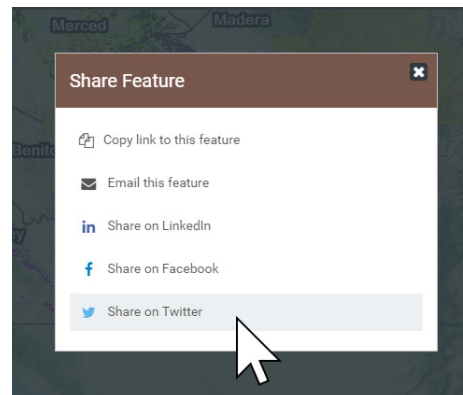 Merced
Madera
Share Feature
Benito
Copy link to this feature
Email this feature
Share on LinkedIn
Share on Facebook
Share on Twitter